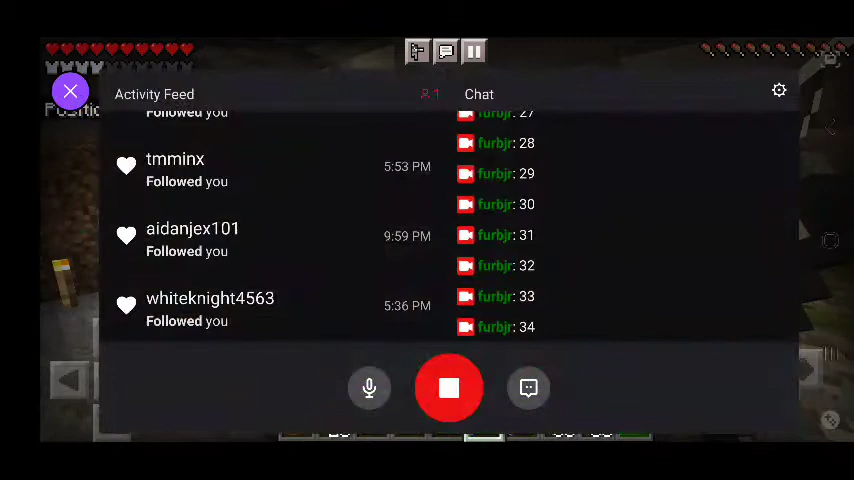 Activity Feed
1
Chat
Followed you
furbjr: 27
tmminx
Followed you
5:53 PM
furbjr: 28
furbjr: 29
furbjr: 30
aidanjex101
Followed you
9:59 PM
furbjr: 31
furbjr: 32
whiteknight4563
Followed you
5:36 PM
furbjr: 33
furbjr: 34